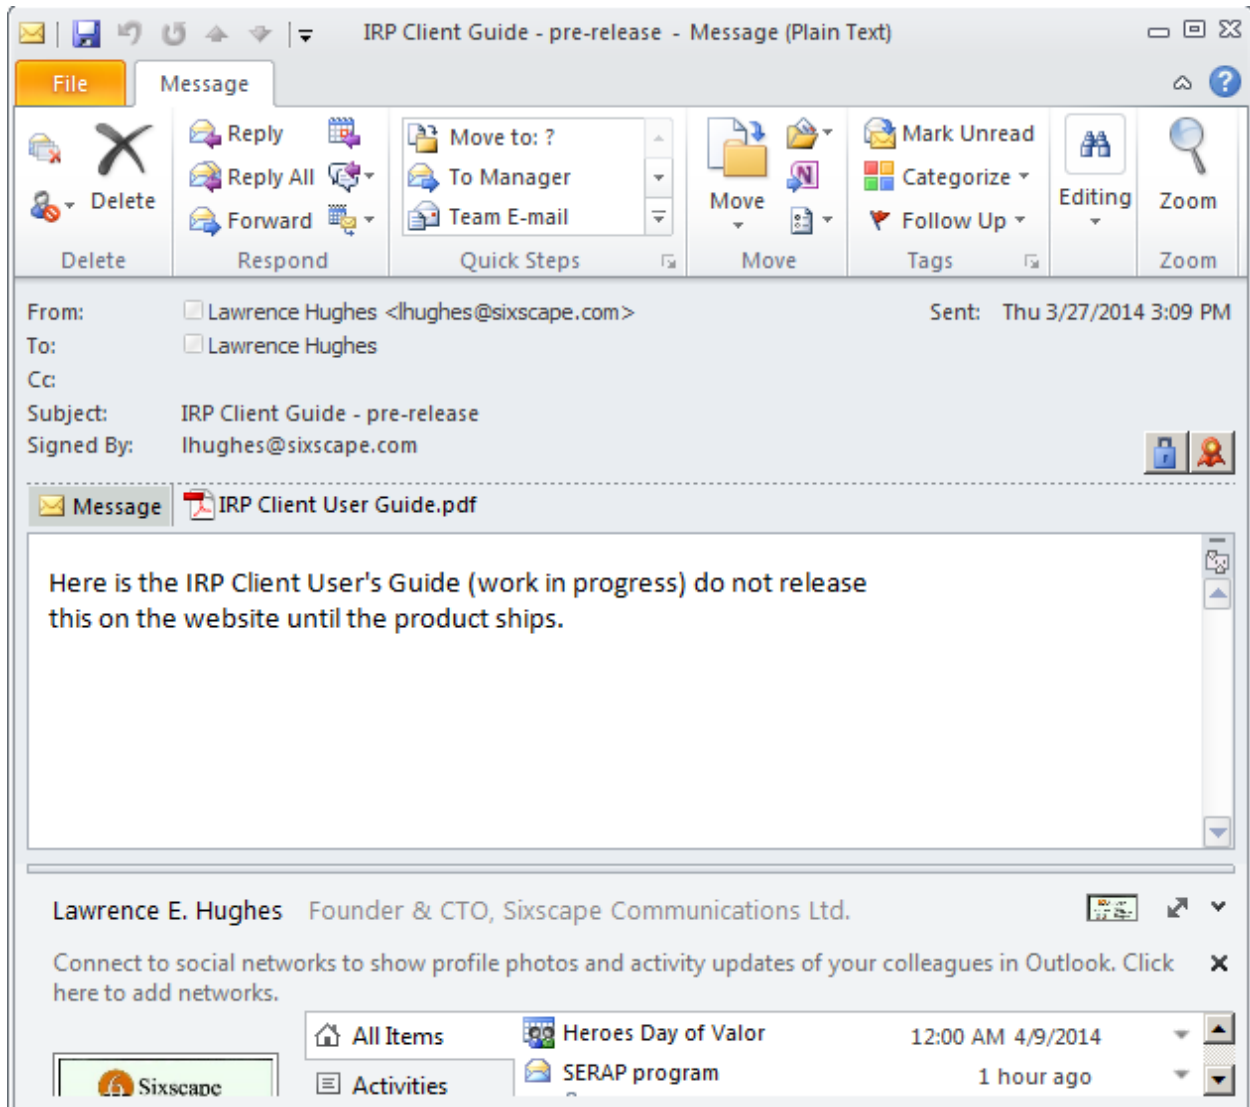 IRP Client Guide - pre-release - Message (Plain Text)
File Message
Reply Move to: ? Mark Unread
Reply All To Manager Categorize
Delete Move Editing Zoom
Forward Team E-mail Follow Up
Delete Respond Quick Steps Move Tags Zoom
From: Lawrence Hughes <lhughes@sixscape.com> Sent: Thu 3/27/2014 3:09 PM
To: Lawrence Hughes
Cc:
Subject: IRP Client Guide - pre-release
Signed By: lhughes@sixscape.com
Message IRP Client User Guide.pdf
Here is the IRP Client User's Guide (work in progress) do not release
this on the website until the product ships.
Lawrence E. Hughes Founder & CTO, Sixscape Communications Ltd.
Connect to social networks to show profile photos and activity updates of your colleagues in Outlook. Click
here to add networks.
All Items Heroes Day of Valor 12:00 AM 4/9/2014
Sixscape Activities SERAP program 1 hour ago